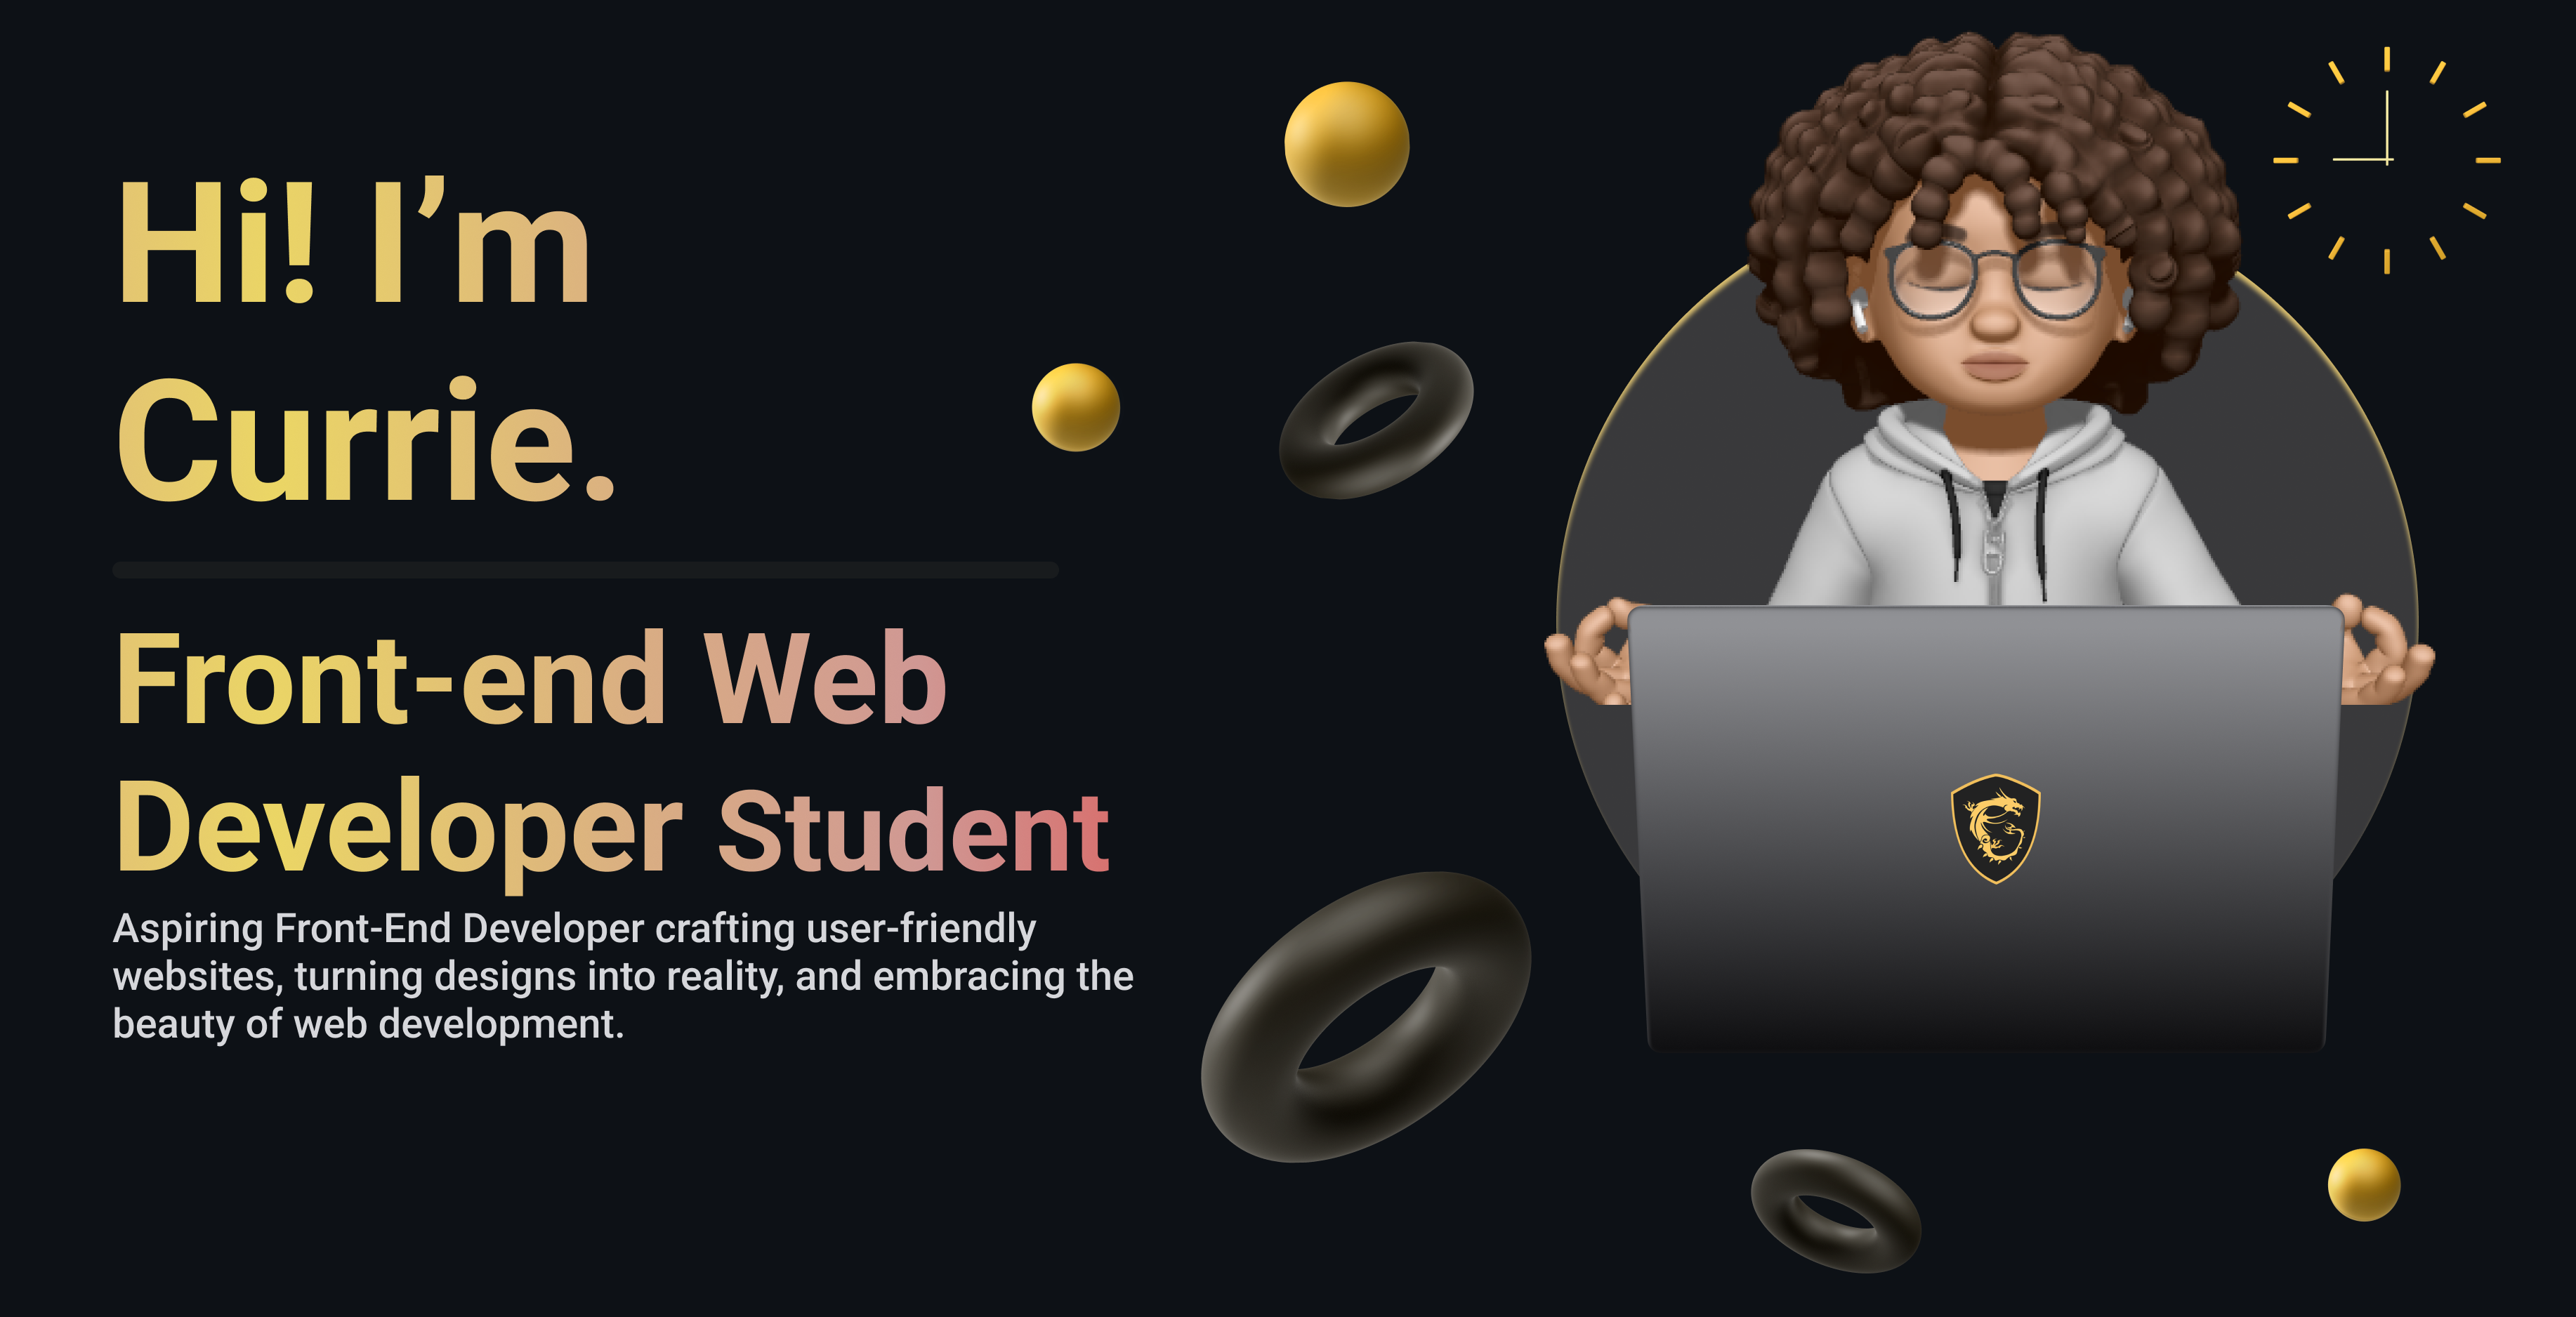 Hi! I’m
Currie.
Front-end Web
Developer Student
Aspiring Front-End Developer crafting user-friendly
websites, turning designs into reality, and embracing the
beauty of web development.